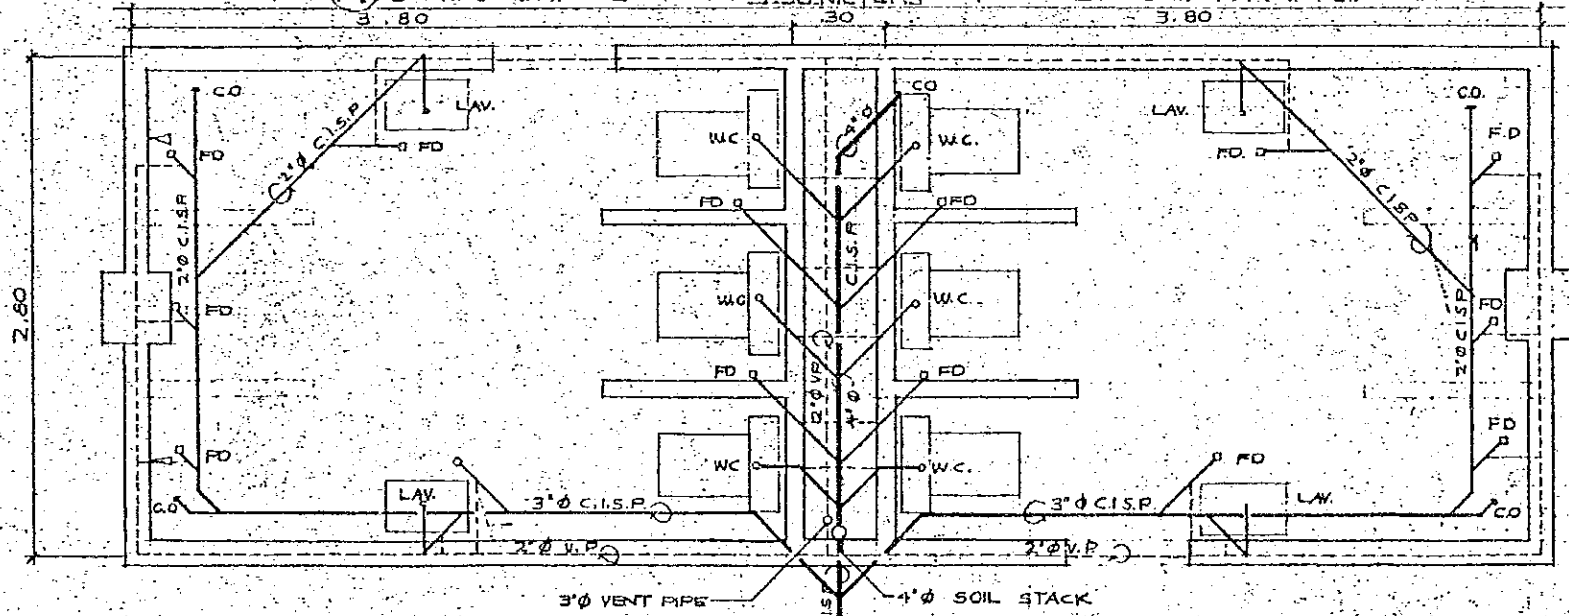 3.80
.30
3.80
C.O
LAV.
2"Ø C.I.S.P
FD
FD
2"Ø C.I.S.P
FD
2.80
FD
C.O
LAV.
3"Ø C.I.S.P.
2"Ø V.P.
W.C
FD
W.C
FD
WC
CO
4"Ø
C.I.S.P.
2"Ø V.P.
4"Ø
W.C.
FD
W.C.
FD
W.C.
LAV.
FD.
C.O.
F.D
2"Ø C.I.S.P.
FD
2"Ø C.I.S.P
FD
FD
LAV.
3"Ø C.I.S.P
C.O
2"Ø V.P
3"Ø VENT PIPE
4"Ø SOIL STACK